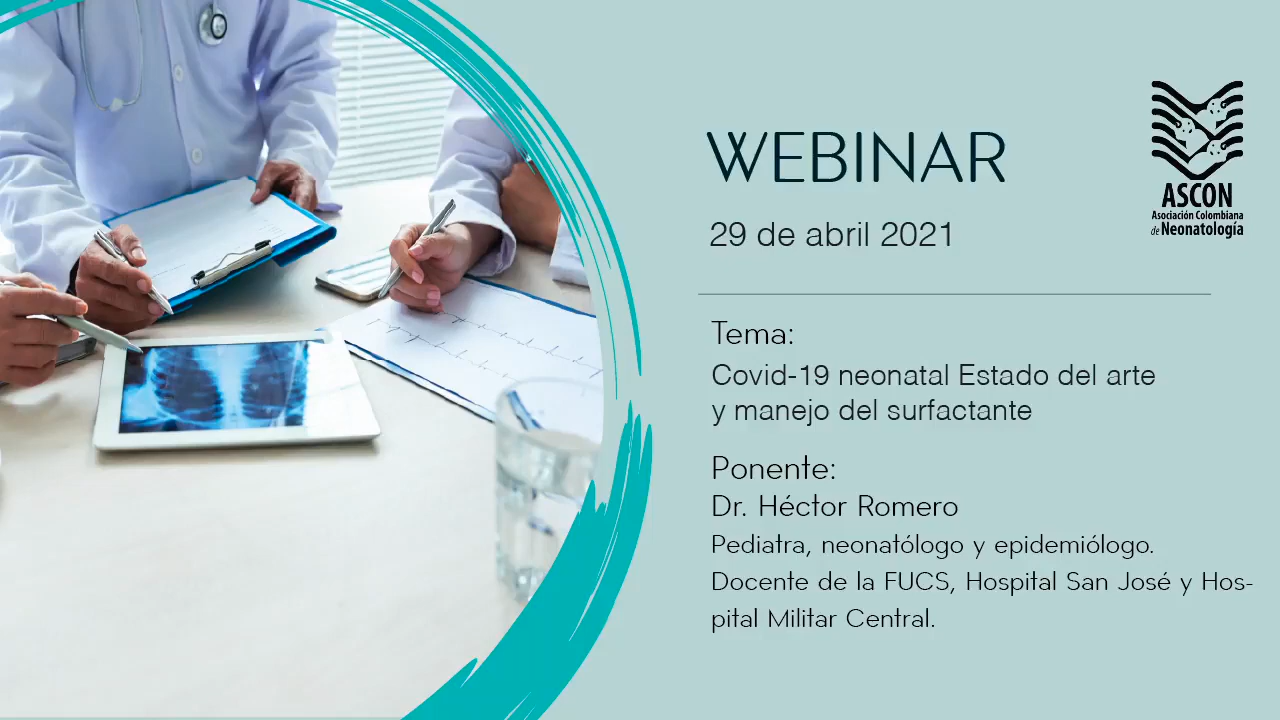 WEBINAR
29 de abril 2021
ASCON
Asociación Colombiana
de Neonatología
Tema:
Covid-19 neonatal Estado del arte
y manejo del surfactante
Ponente:
Dr. Héctor Romero
Pediatra, neonatólogo y epidemiólogo.
Docente de la FUCS, Hospital San José y Hos-
pital Militar Central.